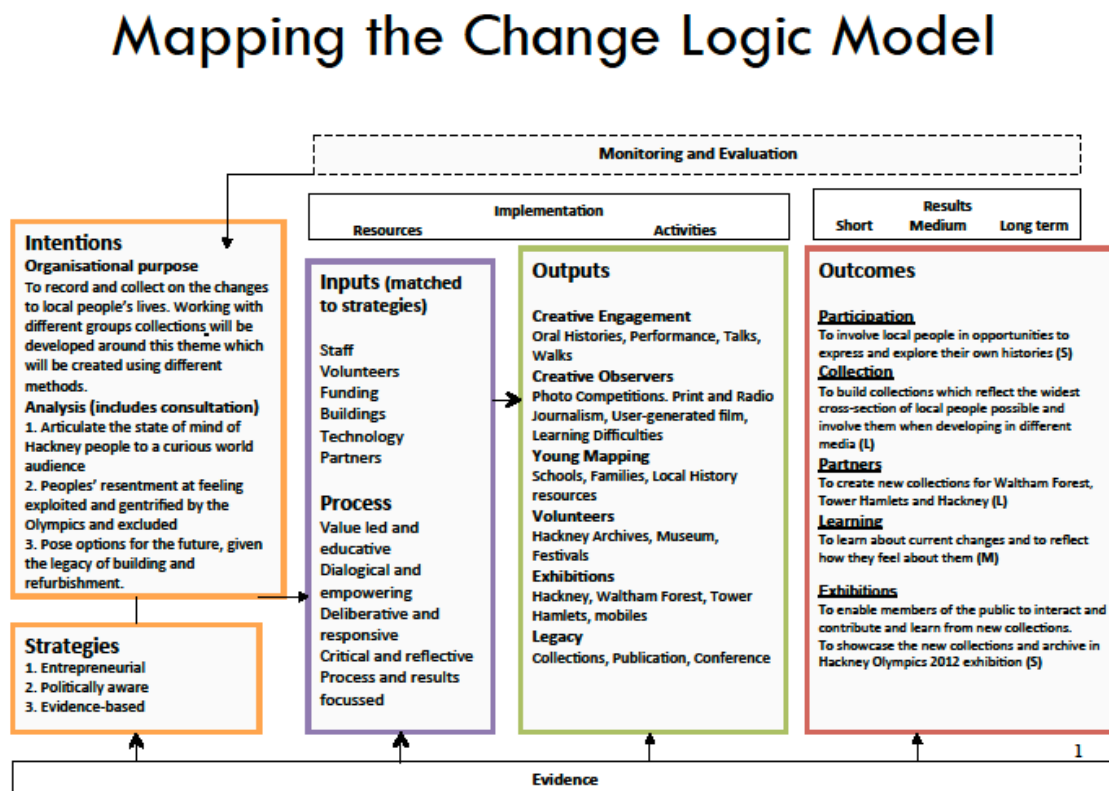 Mapping the Change Logic Model
Monitoring and Evaluation
Implementation
Resources Activities
Results
Short Medium Long term
Intentions
Organisational purpose
To record and collect on the changes
to local people's lives. Working with
different groups collections will be
developed around this theme which
will be created using different
methods.
Analysis (includes consultation)
1. Articulate the state of mind of
Hackney people to a curious world
audience
2. Peoples' resentment at feeling
exploited and gentrified by the
Olympics and excluded
3. Pose options for the future, given
the legacy of building and
refurbishment.
Strategies
1. Entrepreneurial
2. Politically aware
3. Evidence-based
Inputs (matched
to strategies)
Staff
Volunteers
Funding
Buildings
Technology
Partners
Process
Value led and
educative
Dialogical and
empowering
Deliberative and
responsive
Critical and reflective
Process and results
focussed
Outputs
Creative Engagement
Oral Histories, Performance, Talks,
Walks
Creative Observers
Photo Competitions. Print and Radio
Journalism, User-generated film,
Learning Difficulties
Young Mapping
Schools, Families, Local History
resources
Volunteers
Hackney Archives, Museum,
Festivals
Exhibitions
Hackney, Waltham Forest, Tower
Hamlets, mobiles
Legacy
Collections, Publication, Conference
Outcomes
Participation
To involve local people in opportunities to
express and explore their own histories (S)
Collection
To build collections which reflect the widest
cross-section of local people possible and
involve them when developing in different
media (L)
Partners
To create new collections for Waltham Forest,
Tower Hamlets and Hackney (L)
Learning
To learn about current changes and to reflect
how they feel about them (M)
Exhibitions
To enable members of the public to interact and
contribute and learn from new collections.
To showcase the new collections and archive in
Hackney Olympics 2012 exhibition (S)
1
Evidence